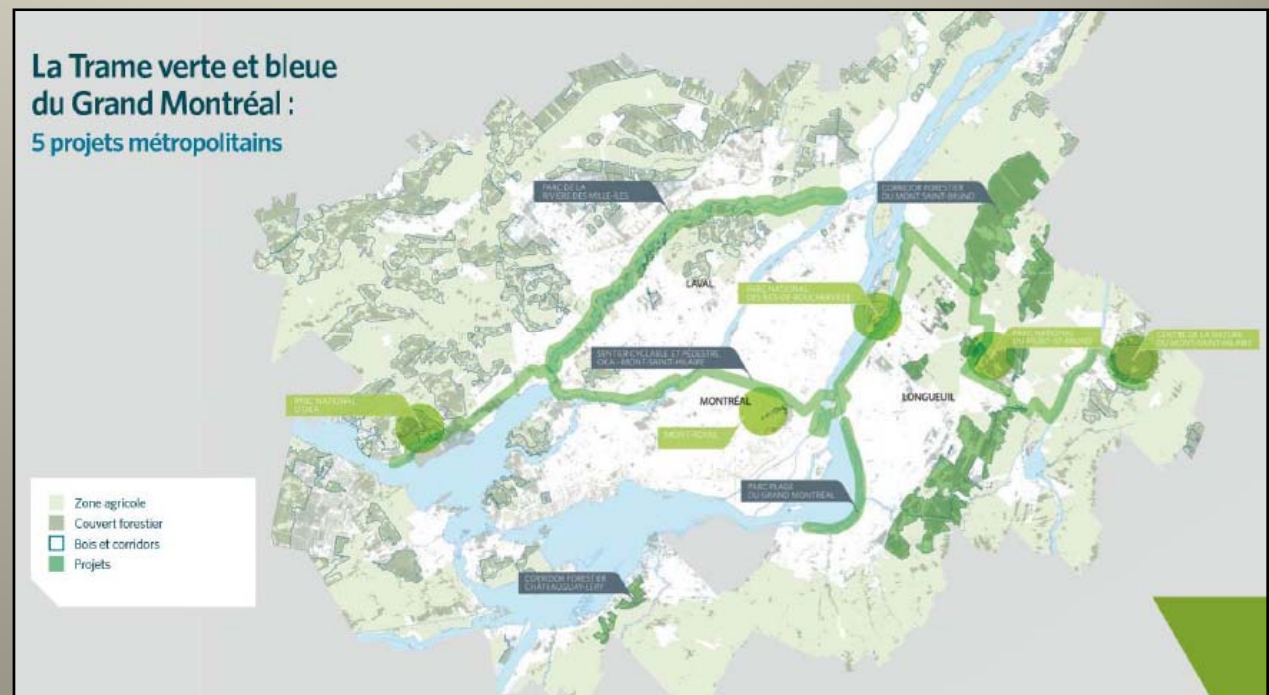 La Trame verte et bleue
du Grand Montréal :
5 projets métropolitains
PARC DE LA
RIVIÈRE DES MILLE-ÎLES
CORRIDOR FORESTIER
DU MONT SAINT-BRUNO
LAVAL
PARC NATIONAL
DES ÎLES-DE-BOUCHERVILLE
SENTIER CYCLABLE ET PÉDESTRE
OKA - MONT-SAINT-HILAIRE
PARC NATIONAL
DU MONT-ST-BRUNO
CENTRE DE LA NATURE
DU MONT-SAINT-HILAIRE
PARC NATIONAL
D'OKA
MONTRÉAL
LONGUEUIL
MONT-ROYAL
PARC PLAGE
DU GRAND MONTRÉAL
CORRIDOR FORESTIER
CHÂTEAUGUAY-LÉRY
Zone agricole
Couvert forestier
Bois et corridors
Projets